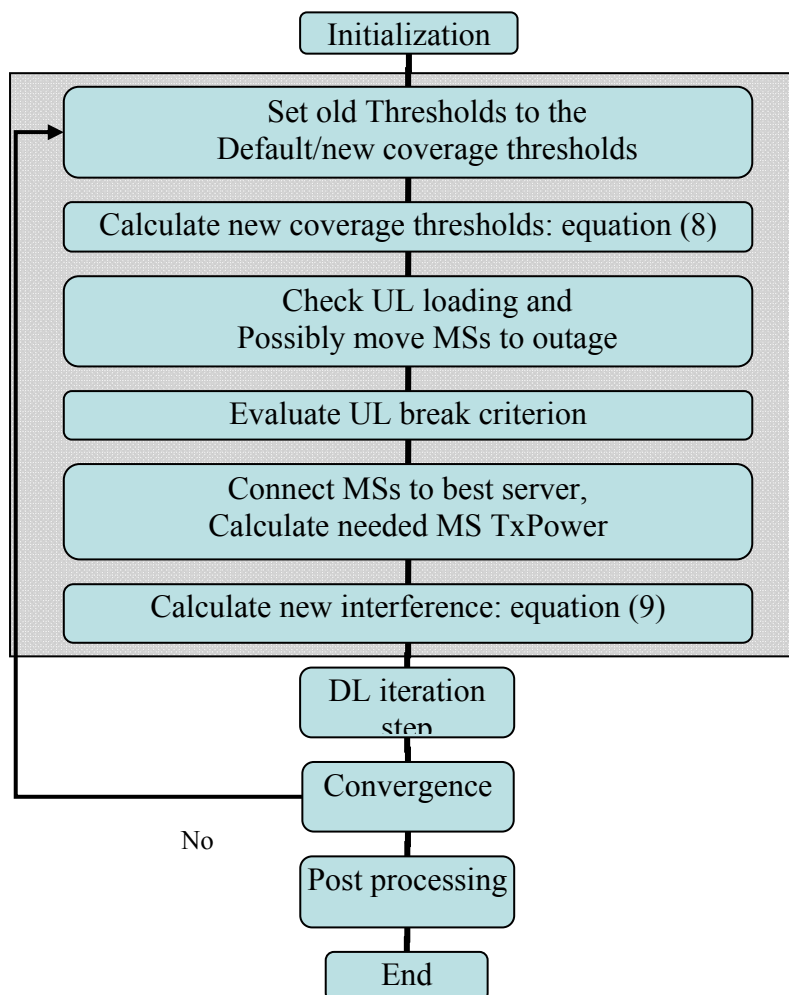 Initialization
Set old Thresholds to the
Default/new coverage thresholds
Calculate new coverage thresholds: equation (8)
Check UL loading and
Possibly move MSs to outage
Evaluate UL break criterion
Connect MSs to best server,
Calculate needed MS TxPower
Calculate new interference: equation (9)
DL iteration
step
Convergence
No
Post processing
End